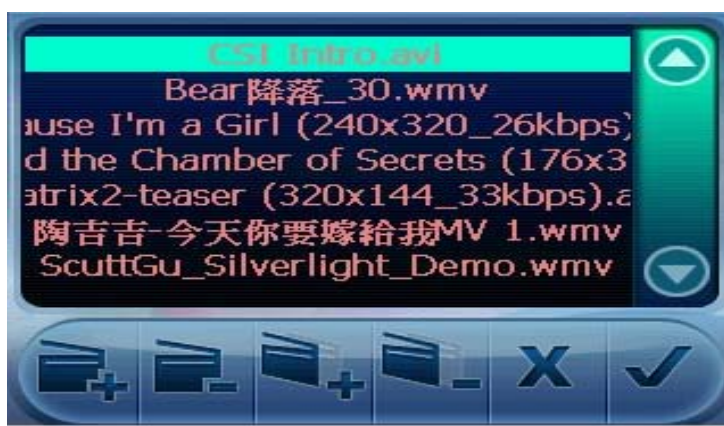 CSI Intro.avi
Bear降落_30.wmv
ause I'm a Girl (240x320_26kbps)
d the Chamber of Secrets (176x3
atrix2-teaser (320x144_33kbps).a
陶吉吉-今天你要嫁給我MV 1.wmv
ScuttGu_Silverlight_Demo.wmv